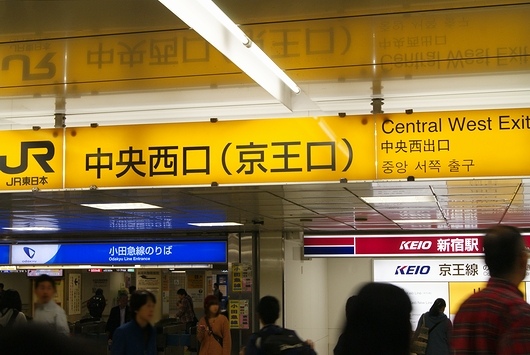 JR
JR東日本
中央西口(京王口)
Central West Exit
中央西出口
중앙 서쪽 출구
小田急線のりば
Odakyu Line Entrance
KEIO 新宿駅
KEIO 京王線